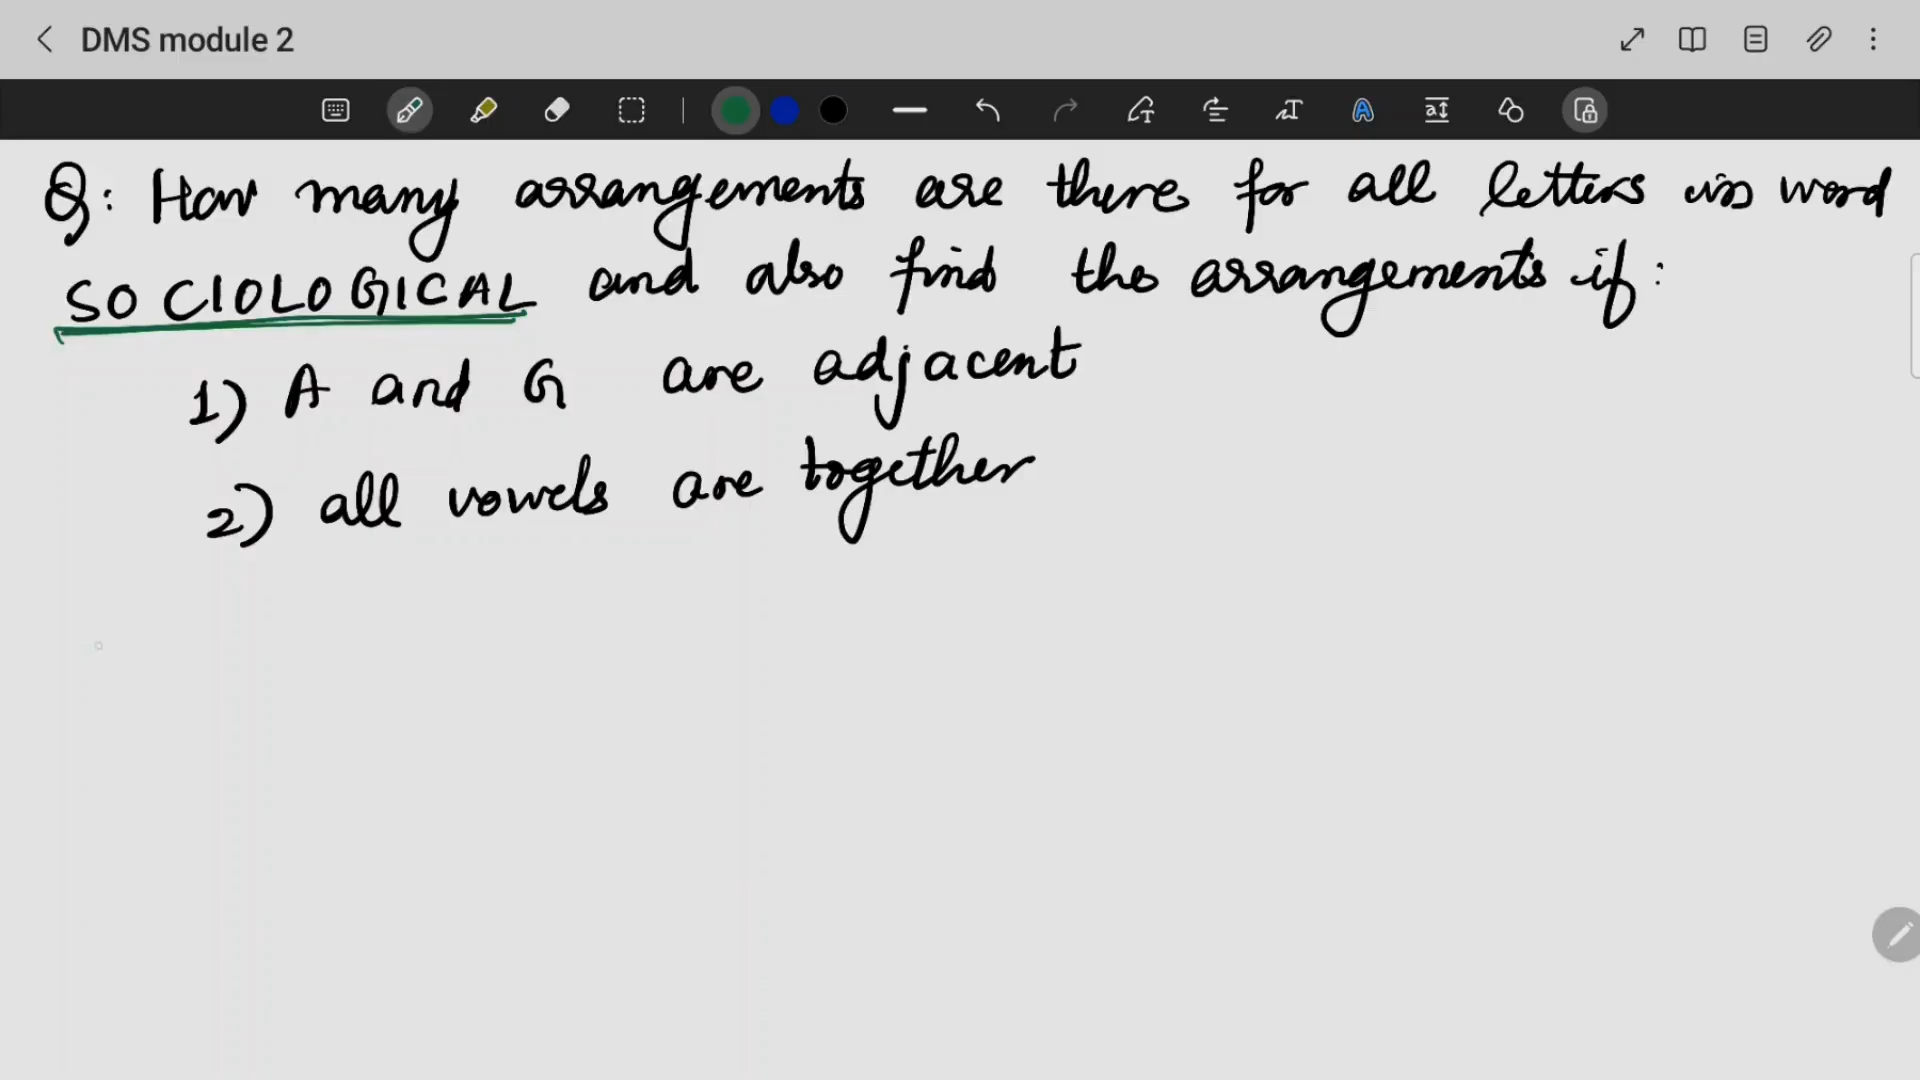 DMS module 2
Q: How many arrangements are there for all letters in word
SOCIOLOGICAL and also find the arrangements if:
1) A and G are adjacent
2) all vowels are together